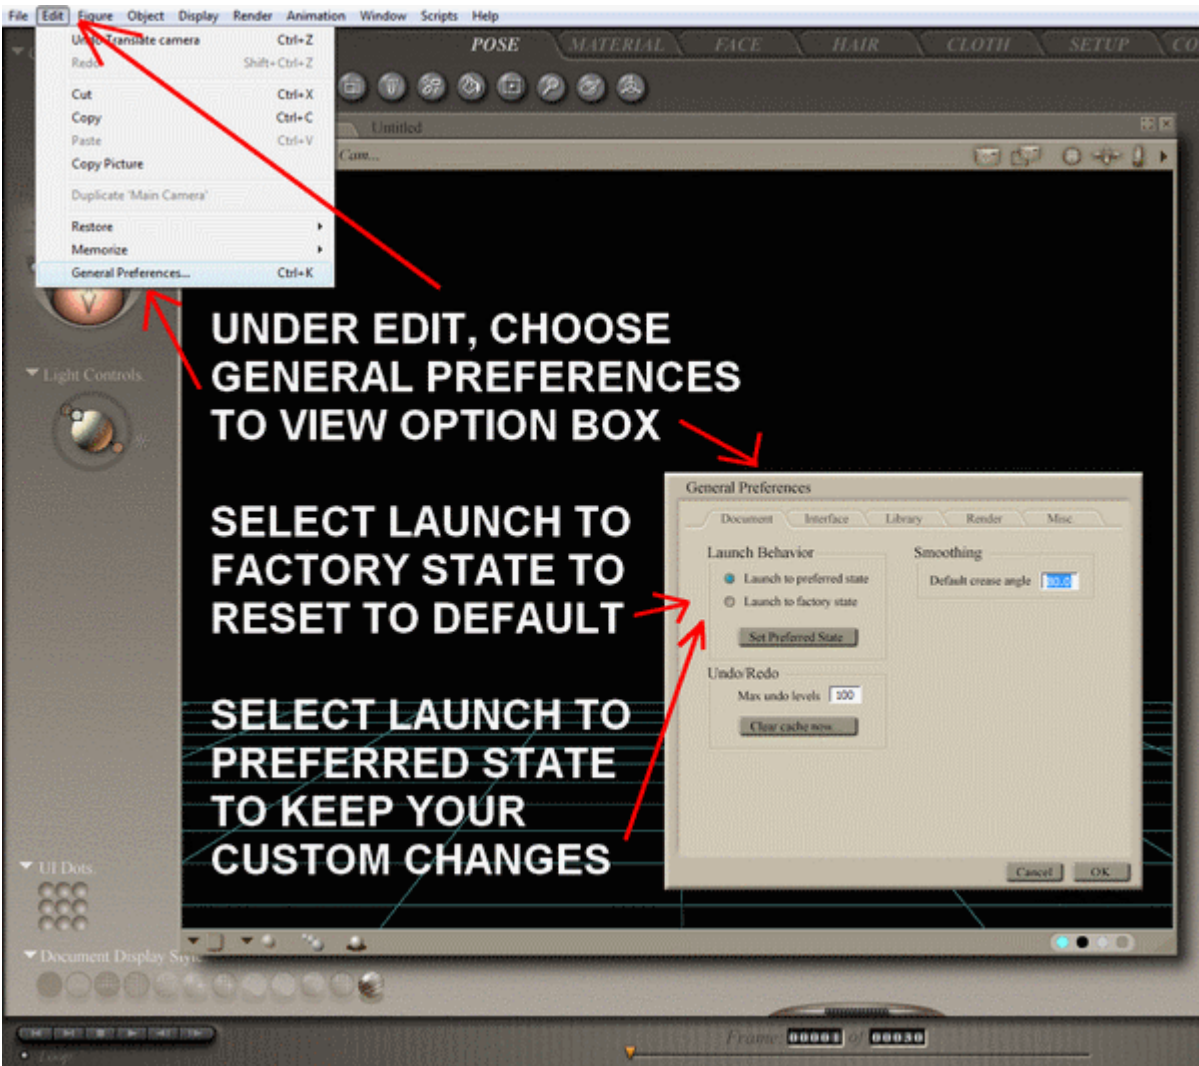 File Edit Figure Object Display Render Animation Window Scripts Help
Undo Translate camera Ctrl+Z
Redo Shift+Ctrl+Z
Cut Ctrl+X
Copy Ctrl+C
Paste Ctrl+V
Copy Picture
Duplicate 'Main Camera'
Restore
Memorize
General Preferences... Ctrl+K
POSE MATERIAL FACE HAIR CLOTH SETUP
Untitled
Cam...
Light Controls.
UNDER EDIT, CHOOSE
GENERAL PREFERENCES
TO VIEW OPTION BOX
SELECT LAUNCH TO
FACTORY STATE TO
RESET TO DEFAULT
SELECT LAUNCH TO
PREFERRED STATE
TO KEEP YOUR
CUSTOM CHANGES
General Preferences
Document Interface Library Render Misc.
Launch Behavior
Launch to preferred state
Launch to factory state
Set Preferred State
Smoothing
Default crease angle 80.0
Undo/Redo
Max undo levels 100
Clear cache now...
Cancel OK
UI Dots.
Document Display
Loop
Frame: 00001 of 00030